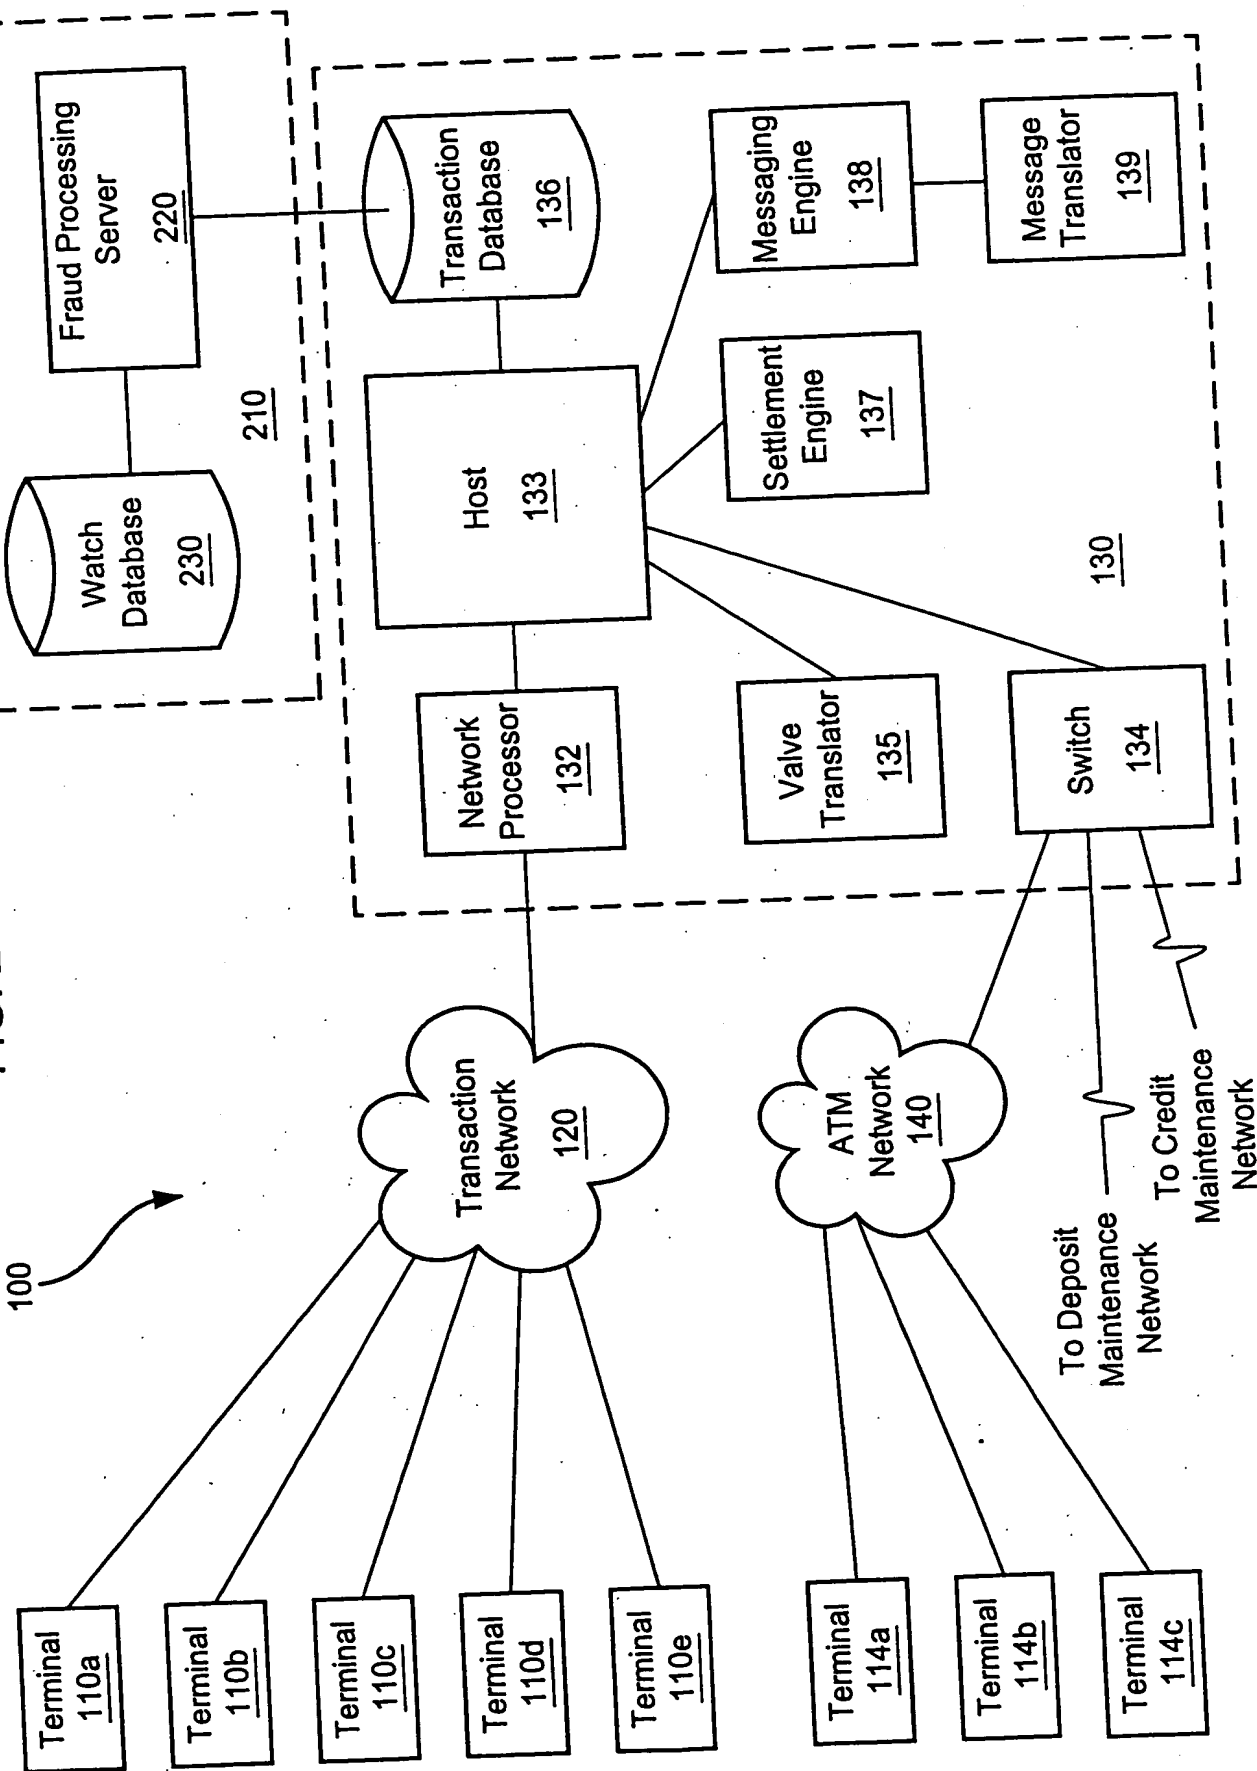 100
Terminal
110a
Terminal
110b
Terminal
110c
Terminal
110d
Terminal
110e
Terminal
114a
Terminal
114b
Terminal
114c
Transaction
Network
120
ATM
Network
140
To Deposit
Maintenance
Network
To Credit
Maintenance
Network
Watch
Database
230
Fraud Processing
Server
220
210
Network
Processor
132
Host
133
Transaction
Database
136
Valve
Translator
135
Settlement
Engine
137
Messaging
Engine
138
Switch
134
130
Message
Translator
139